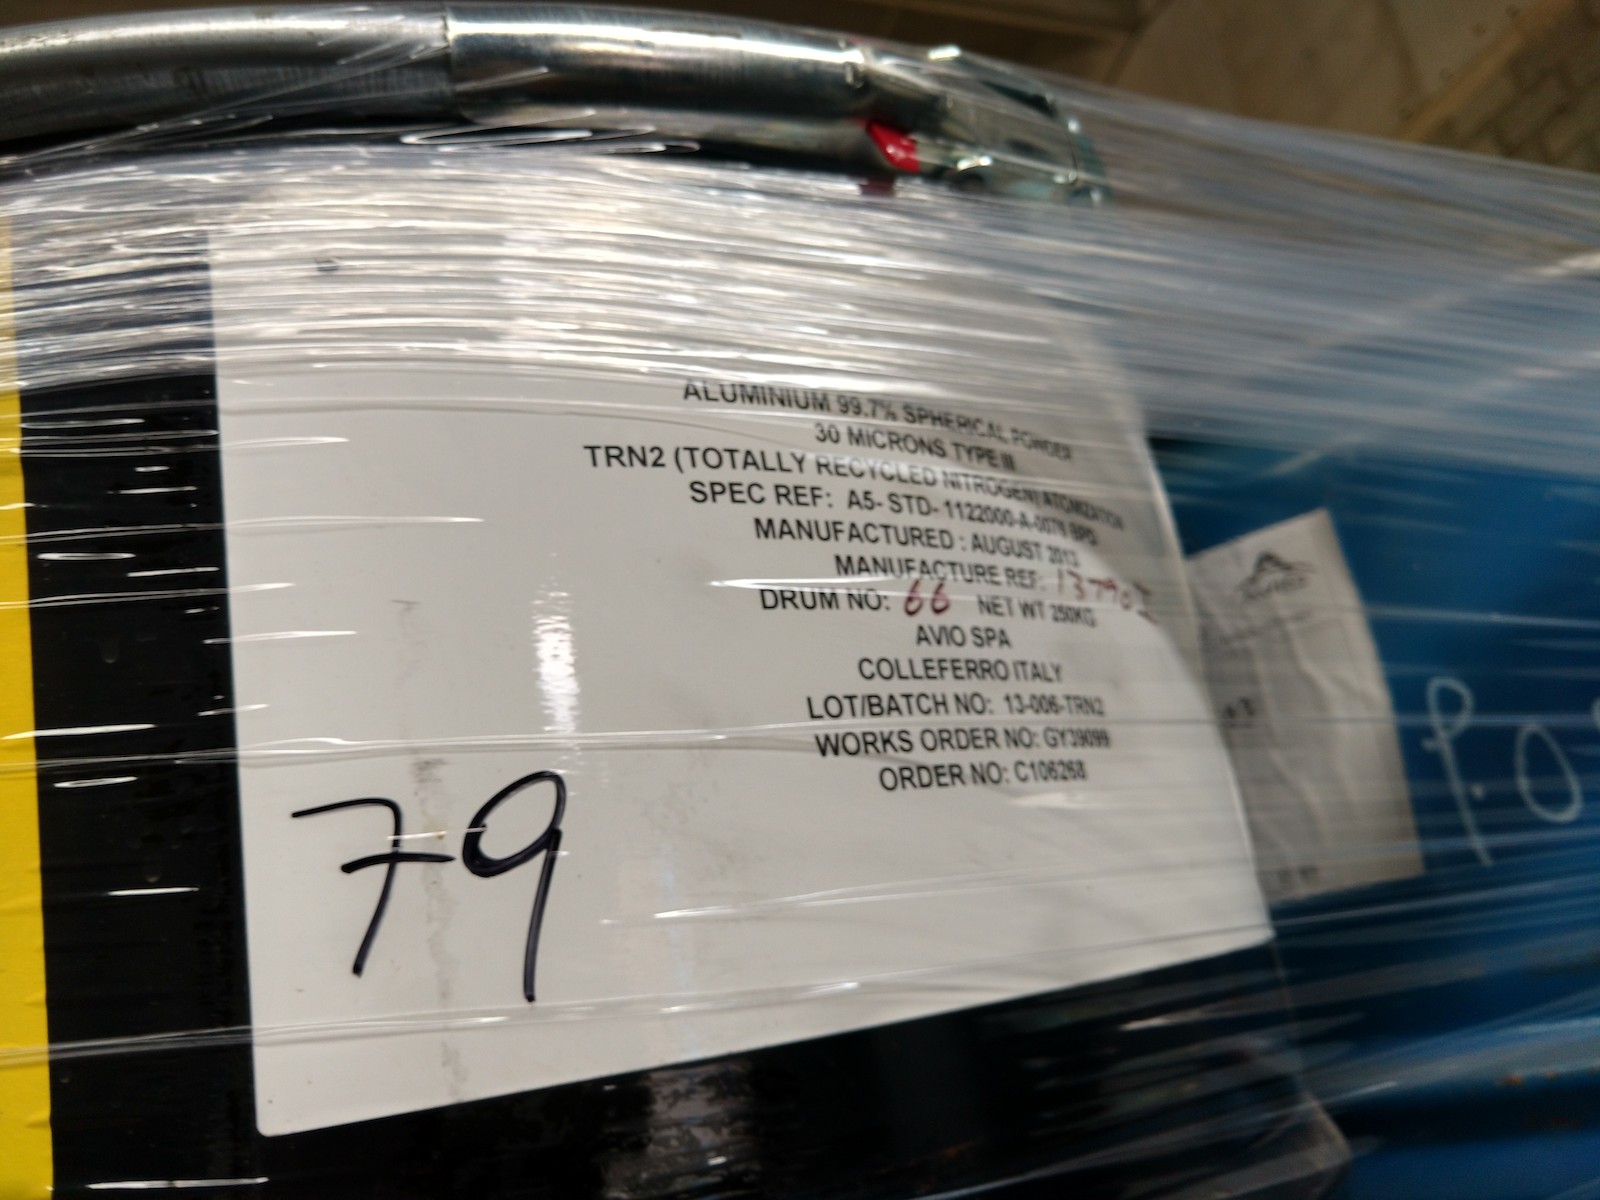 ALUMINIUM 99.7% SPHERICAL POWDER
30 MICRONS TYPE III
TRN2 (TOTALLY RECYCLED NITROGEN) ATOMIZATION
SPEC REF: A5- STD- 1122000-A-0079 BPD
MANUFACTURED : AUGUST 2013
MANUFACTURE REF:
DRUM NO: 66 NET WT 250KG
AVIO SPA
COLLEFERRO ITALY
LOT/BATCH NO: 13-006-TRN2
WORKS ORDER NO: GY39099
ORDER NO: C106268
79
P.O